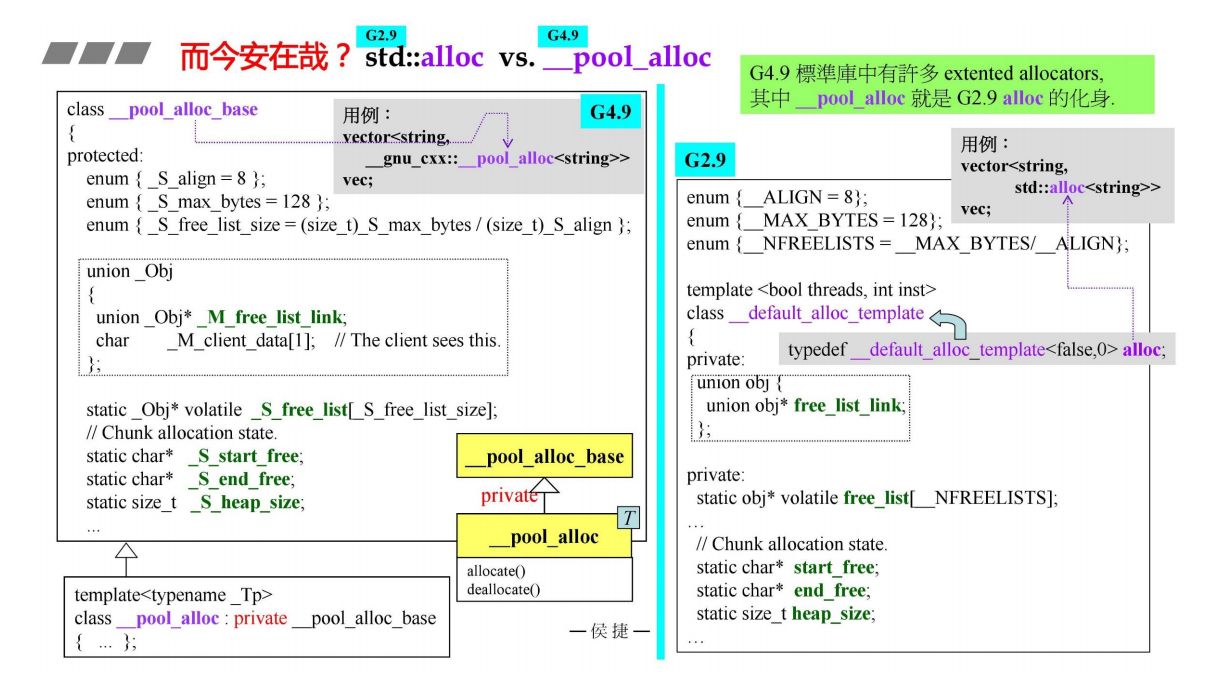 而今安在哉？ G2.9 std::alloc vs. G4.9 __pool_alloc
G4.9 標準庫中有許多 extented allocators,
其中 __pool_alloc 就是 G2.9 alloc 的化身.
G4.9
class __pool_alloc_base
{
protected:
enum { _S_align = 8 };
enum { _S_max_bytes = 128 };
enum { _S_free_list_size = (size_t)_S_max_bytes / (size_t)_S_align };
用例：
vector<string,
__gnu_cxx::__pool_alloc<string>>
vec;
union _Obj
{
union _Obj* _M_free_list_link;
char _M_client_data[1]; // The client sees this.
};
static _Obj* volatile _S_free_list[_S_free_list_size];
// Chunk allocation state.
static char* _S_start_free;
static char* _S_end_free;
static size_t _S_heap_size;
...
template<typename _Tp>
class __pool_alloc : private __pool_alloc_base
{ ... };
__pool_alloc_base
private
T
__pool_alloc
allocate()
deallocate()
— 侯 捷 —
G2.9
用例：
vector<string,
std::alloc<string>>
vec;
enum {__ALIGN = 8};
enum {__MAX_BYTES = 128};
enum {__NFREELISTS = __MAX_BYTES/__ALIGN};
template <bool threads, int inst>
class __default_alloc_template
{
typedef __default_alloc_template<false,0> alloc;
private:
union obj {
union obj* free_list_link;
};
private:
static obj* volatile free_list[__NFREELISTS];
...
// Chunk allocation state.
static char* start_free;
static char* end_free;
static size_t heap_size;
...